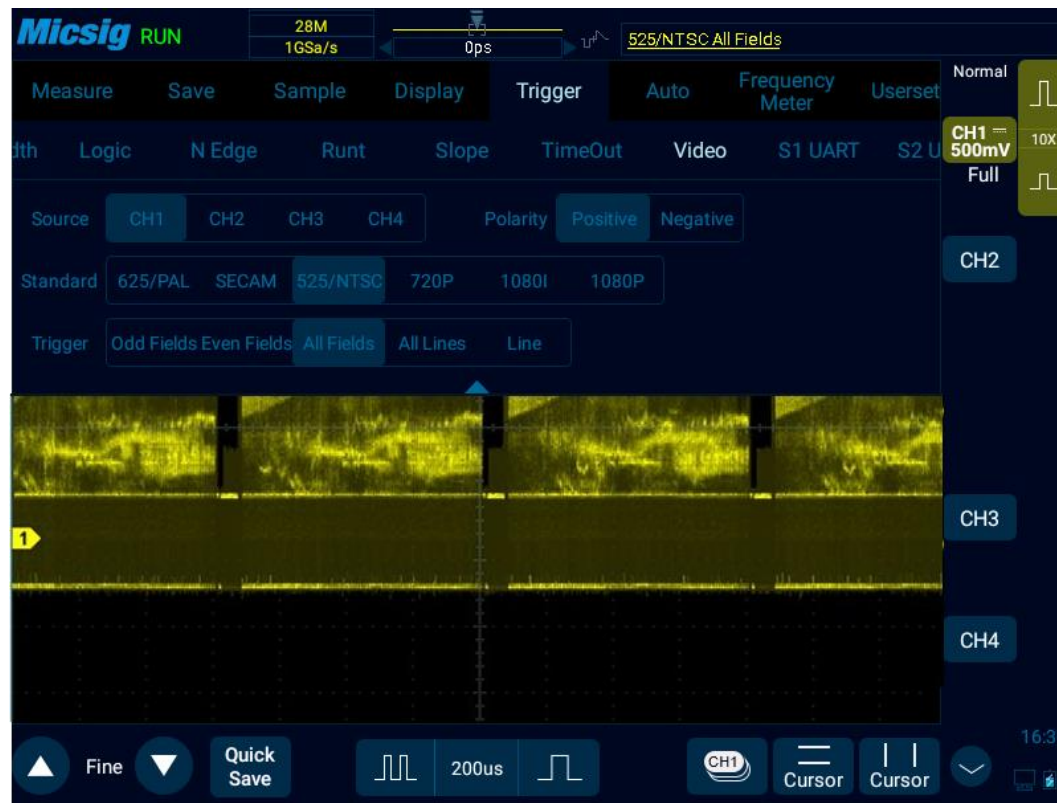 Micsig RUN 28M 1GSa/s 0ps 525/NTSC All Fields
Measure Save Sample Display Trigger Auto Frequency Meter Userset
dth Logic N Edge Runt Slope TimeOut Video S1 UART S2 U
Source CH1 CH2 CH3 CH4 Polarity Positive Negative
Standard 625/PAL SECAM 525/NTSC 720P 1080I 1080P
Trigger Odd Fields Even Fields All Fields All Lines Line
Normal
CH1
500mV
Full
10X
CH2
CH3
CH4
1
Fine Quick Save 200us CH1 Cursor Cursor
16:3